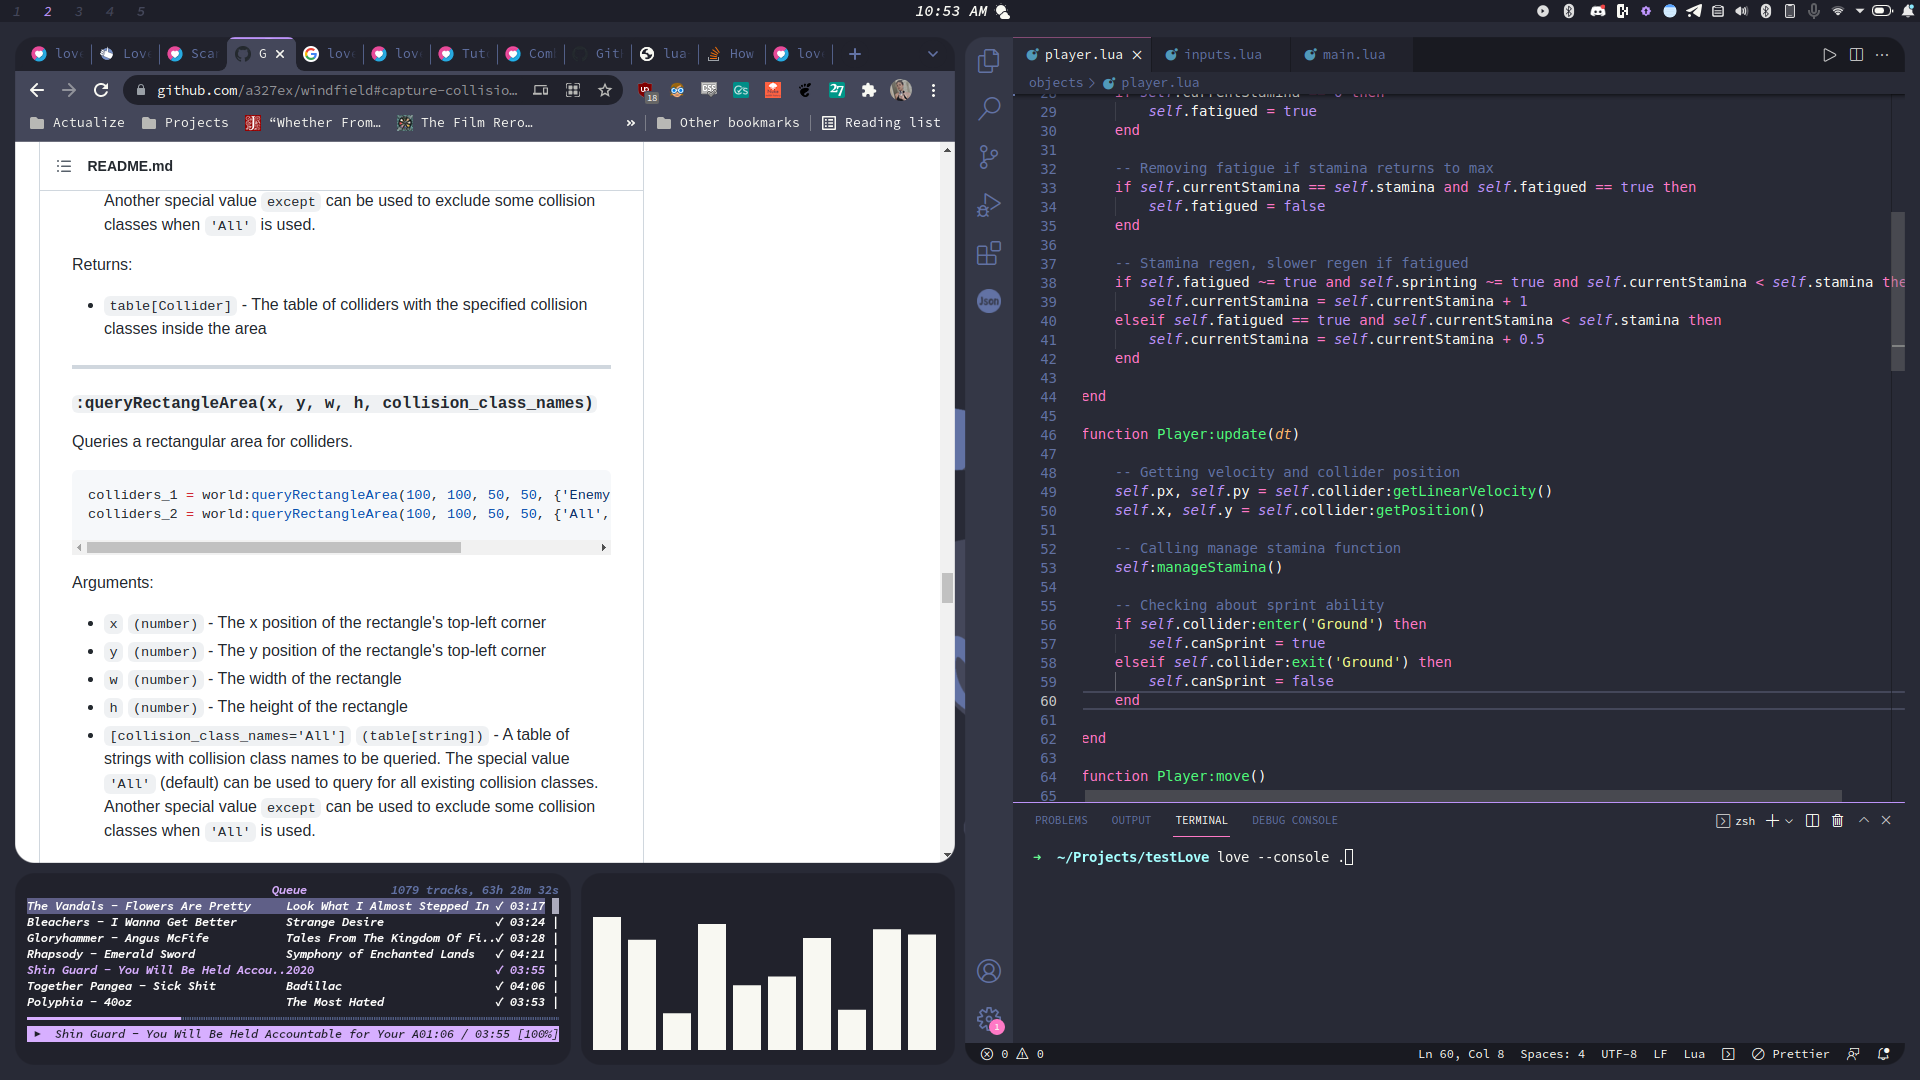 1 2 3 4 5
10:53 AM
lov
Lov
Sca
G
lov
lov
Tut
Com
Git
lua
How
lov
github.com/a327ex/windfield#capture-collisio…
18
Actualize
Projects
“Whether From…
The Film Rero…
»
Other bookmarks
Reading list
README.md
Another special value except can be used to exclude some collision
classes when 'All' is used.
Returns:
table[Collider] - The table of colliders with the specified collision
classes inside the area
:queryRectangleArea(x, y, w, h, collision_class_names)
Queries a rectangular area for colliders.
colliders_1 = world:queryRectangleArea(100, 100, 50, 50, {'Enemy
colliders_2 = world:queryRectangleArea(100, 100, 50, 50, {'All',
Arguments:
x (number) - The x position of the rectangle's top-left corner
y (number) - The y position of the rectangle's top-left corner
w (number) - The width of the rectangle
h (number) - The height of the rectangle
[collision_class_names='All'] (table[string]) - A table of
strings with collision class names to be queried. The special value
'All' (default) can be used to query for all existing collision classes.
Another special value except can be used to exclude some collision
classes when 'All' is used.
Queue 1079 tracks, 63h 28m 32s
The Vandals - Flowers Are Pretty Look What I Almost Stepped In ✓ 03:17
Bleachers - I Wanna Get Better Strange Desire ✓ 03:24
Gloryhammer - Angus McFife Tales From The Kingdom Of Fi..✓ 03:28
Rhapsody - Emerald Sword Symphony of Enchanted Lands ✓ 04:21
Shin Guard - You Will Be Held Accou..2020 ✓ 03:55
Together Pangea - Sick Shit Badillac ✓ 04:06
Polyphia - 40oz The Most Hated ✓ 03:53
Shin Guard - You Will Be Held Accountable for Your A01:06 / 03:55 [100%]
player.lua
inputs.lua
main.lua
objects > player.lua
29 self.fatigued = true
30 end
31
32 -- Removing fatigue if stamina returns to max
33 if self.currentStamina == self.stamina and self.fatigued == true then
34 self.fatigued = false
35 end
36
37 -- Stamina regen, slower regen if fatigued
38 if self.fatigued ~= true and self.sprinting ~= true and self.currentStamina < self.stamina the
39 self.currentStamina = self.currentStamina + 1
40 elseif self.fatigued == true and self.currentStamina < self.stamina then
41 self.currentStamina = self.currentStamina + 0.5
42 end
43
44 end
45
46 function Player:update(dt)
47
48 -- Getting velocity and collider position
49 self.px, self.py = self.collider:getLinearVelocity()
50 self.x, self.y = self.collider:getPosition()
51
52 -- Calling manage stamina function
53 self:manageStamina()
54
55 -- Checking about sprint ability
56 if self.collider:enter('Ground') then
57 self.canSprint = true
58 elseif self.collider:exit('Ground') then
59 self.canSprint = false
60 end
61
62 end
63
64 function Player:move()
65
Json
PROBLEMS OUTPUT TERMINAL DEBUG CONSOLE
zsh
→ ~/Projects/testLove love --console .
1
0 0
Ln 60, Col 8 Spaces: 4 UTF-8 LF Lua Prettier